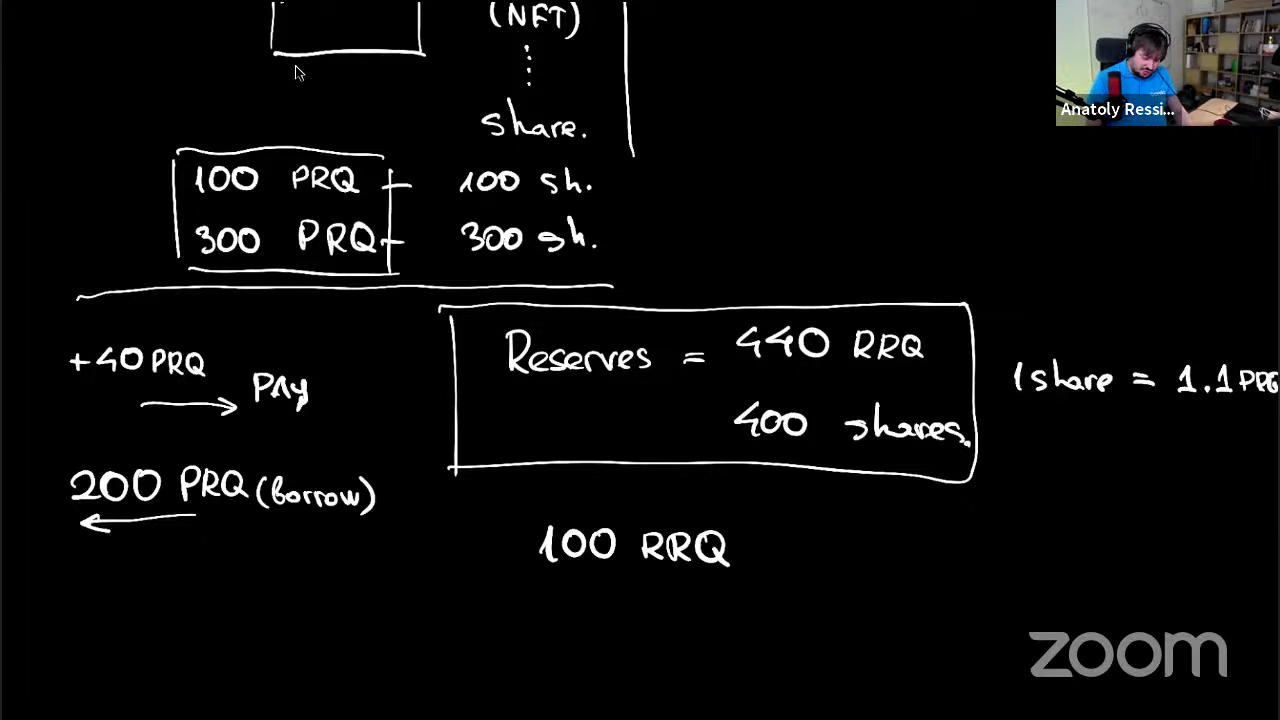 (NFT)
share.
100 PRQ - 100 sh.
300 PRQ - 300 sh.
+40 PRQ
PAy
200 PRQ (borrow)
Reserves = 440 RRQ
400 shares.
1 share = 1.1 PRQ
100 RRQ
Anatoly Ressi...
zoom